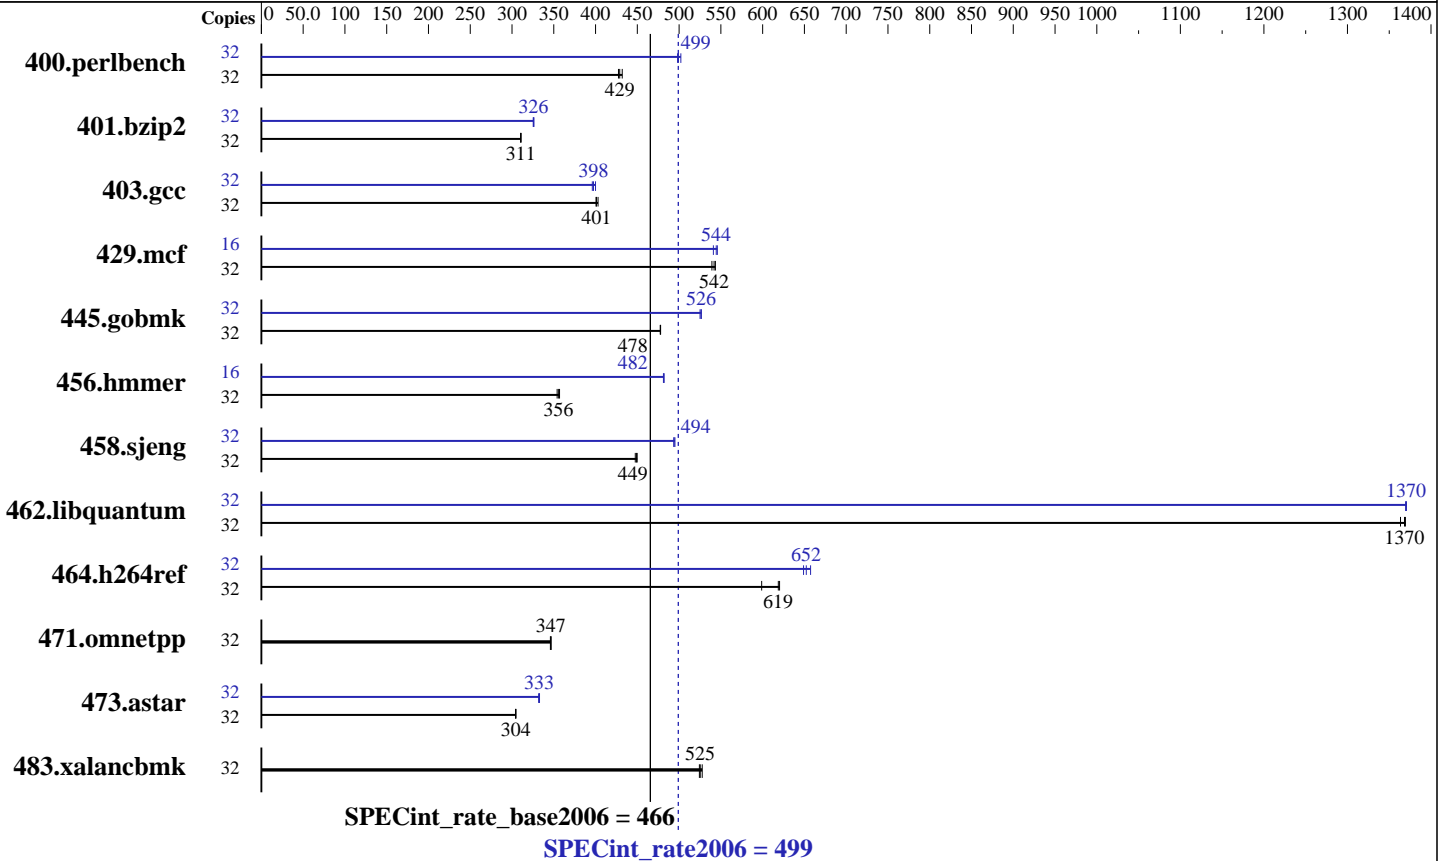 Copies 0 50.0 100 150 200 250 300 350 400 450 500 550 600 650 700 750 800 850 900 950 1000 1100 1200 1300 1400
400.perlbench 32 499
32 429
401.bzip2 32 326
32 311
403.gcc 32 398
32 401
429.mcf 16 544
32 542
445.gobmk 32 526
32 478
456.hmmer 16 482
32 356
458.sjeng 32 494
32 449
462.libquantum 32 1370
32 1370
464.h264ref 32 652
32 619
471.omnetpp 32 347
473.astar 32 333
32 304
483.xalancbmk 32 525
SPECint_rate_base2006 = 466
SPECint_rate2006 = 499